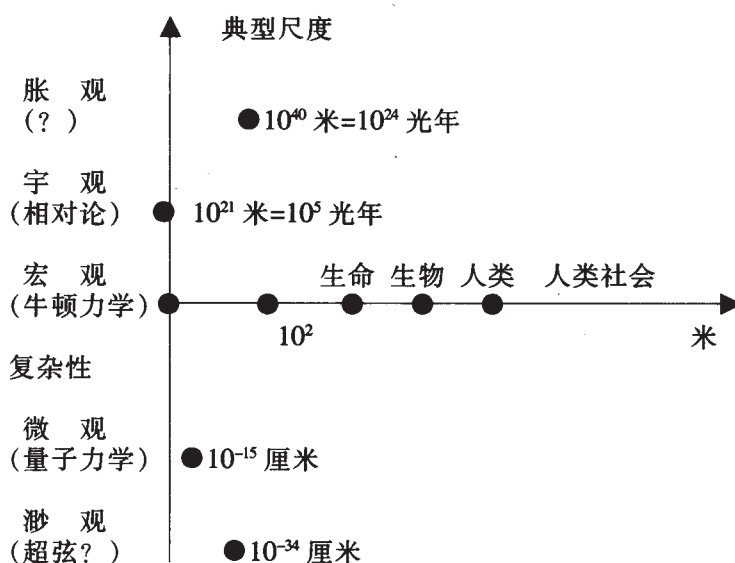 典型尺度
胀 观
(?) 10⁴⁰ 米=10²⁴ 光年
宇 观
(相对论) 10²¹ 米=10⁵ 光年
宏 观 生命 生物 人类 人类社会
(牛顿力学)
10² 米
复杂性
微 观
(量子力学) 10⁻¹⁵ 厘米
渺 观
(超弦?) 10⁻³⁴ 厘米